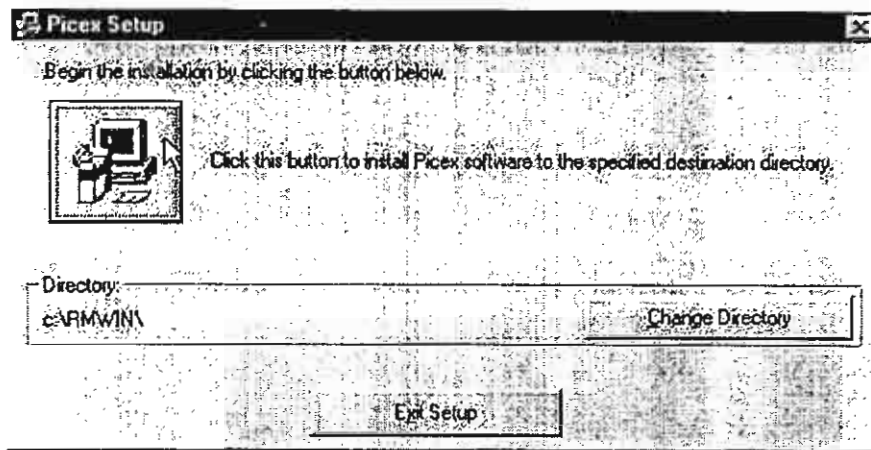 Picex Setup
Begin the installation by clicking the button below.
Click this button to install Picex software to the specified destination directory.
Directory:
c:\RMWIN\
Change Directory
Exit Setup